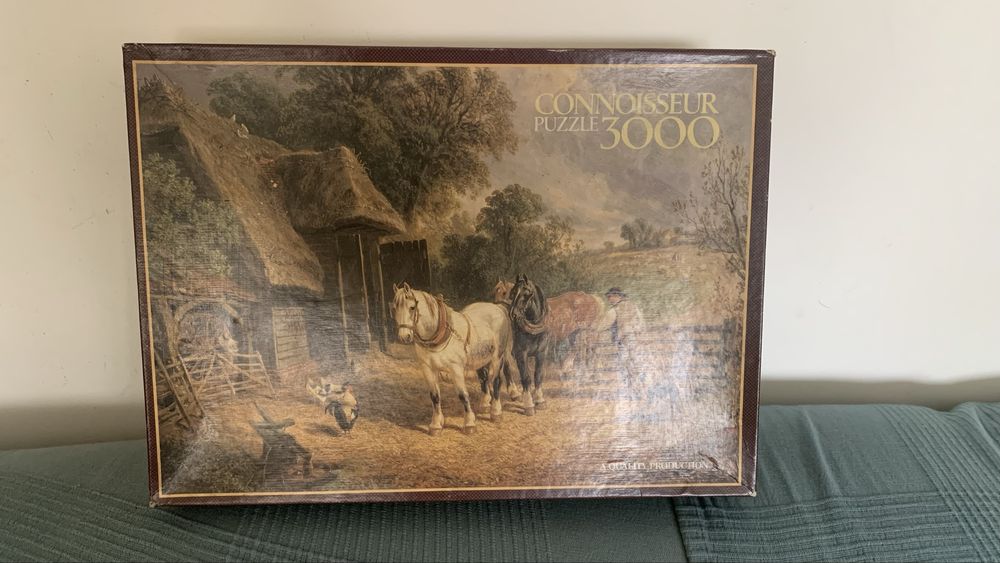 CONNOISSEUR
PUZZLE 3000
A QUALITY PRODUCTION